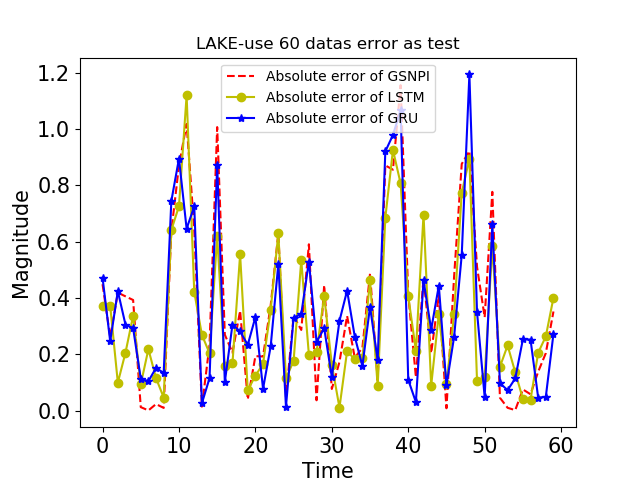 LAKE-use 60 datas error as test
Absolute error of GSNPI
Absolute error of LSTM
Absolute error of GRU
Magnitude
1.2
1.0
0.8
0.6
0.4
0.2
0.0
0 10 20 30 40 50 60
Time